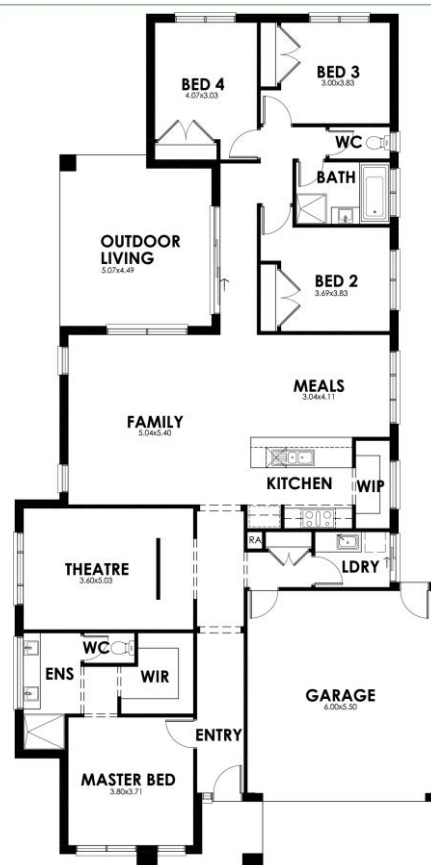 BED 4
4.07x3.03
BED 3
3.00x3.83
WC
BATH
OUTDOOR
LIVING
5.07x4.49
BED 2
3.69x3.83
MEALS
3.04x4.11
FAMILY
5.04x5.40
KITCHEN
WIP
RA
LDRY
THEATRE
3.60x5.03
WC
ENS
WIR
GARAGE
6.00x5.50
ENTRY
MASTER BED
3.80x3.71